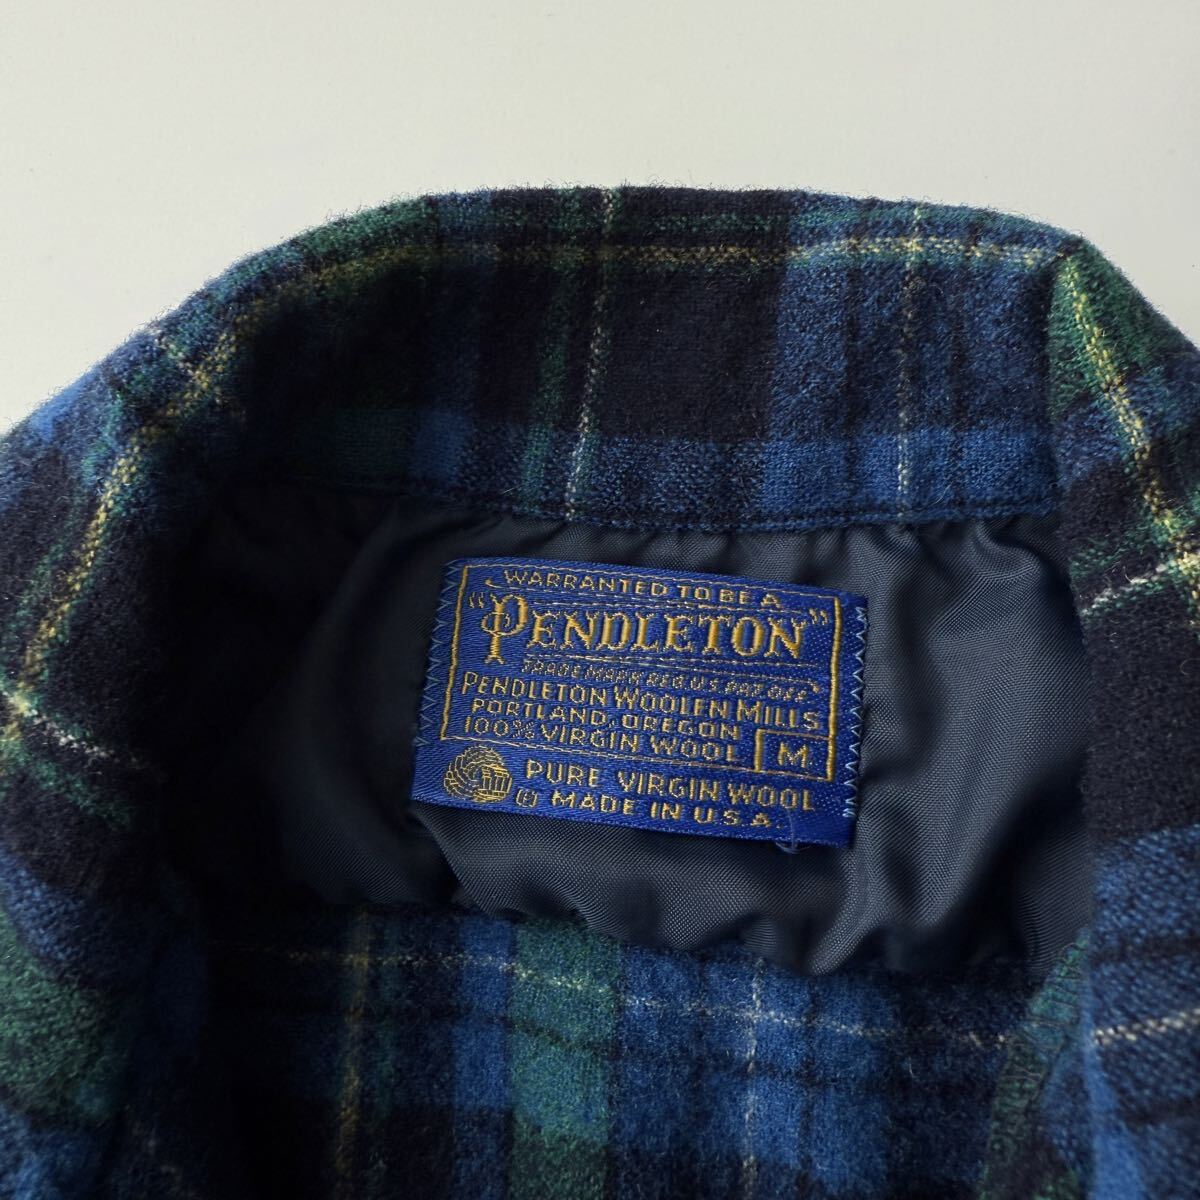 WARRANTED TO BE A
"PENDLETON"
TRADE MARK REG. U.S. PAT. OFF.
PENDLETON WOOLEN MILLS
PORTLAND, OREGON
100% VIRGIN WOOL
M
PURE VIRGIN WOOL
MADE IN U.S.A.